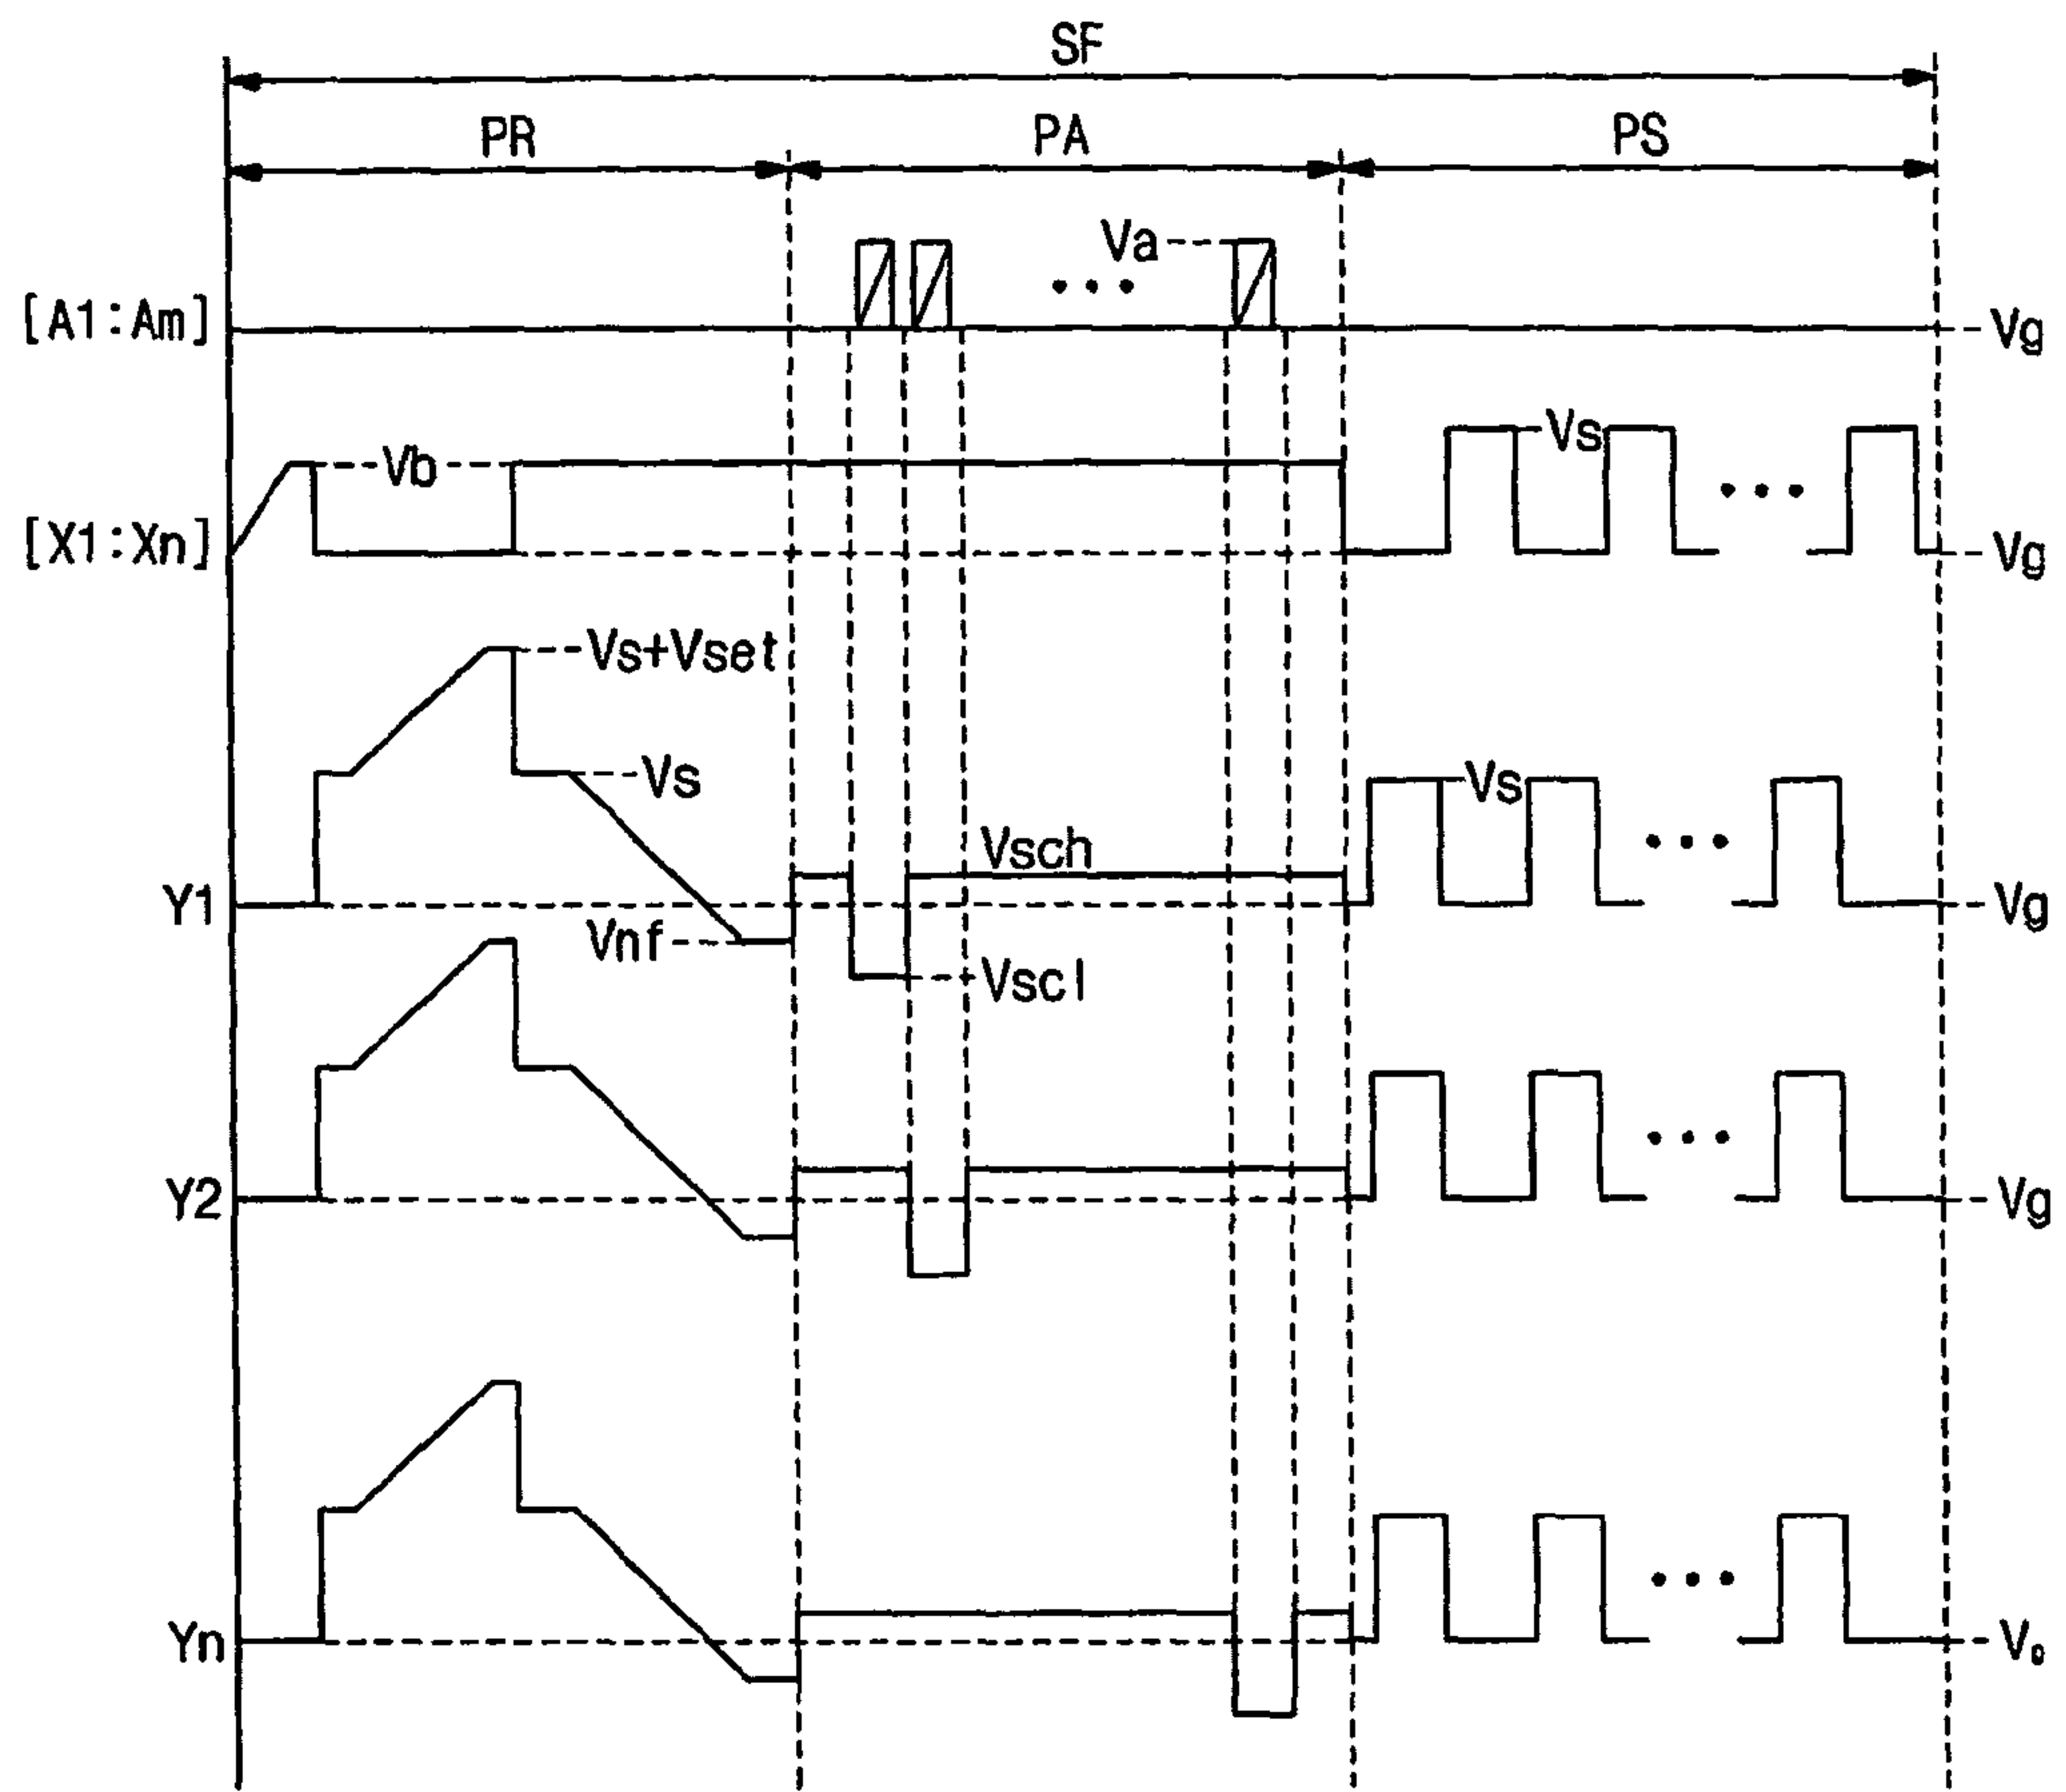 SF
PR PA PS
Va
[A1:Am] Vg
Vb Vs
[X1:Xn] Vg
Vs+Vset
Vs Vs
Vsch
Y1 Vg
Vnf
Vscl
Y2 Vg
Yn